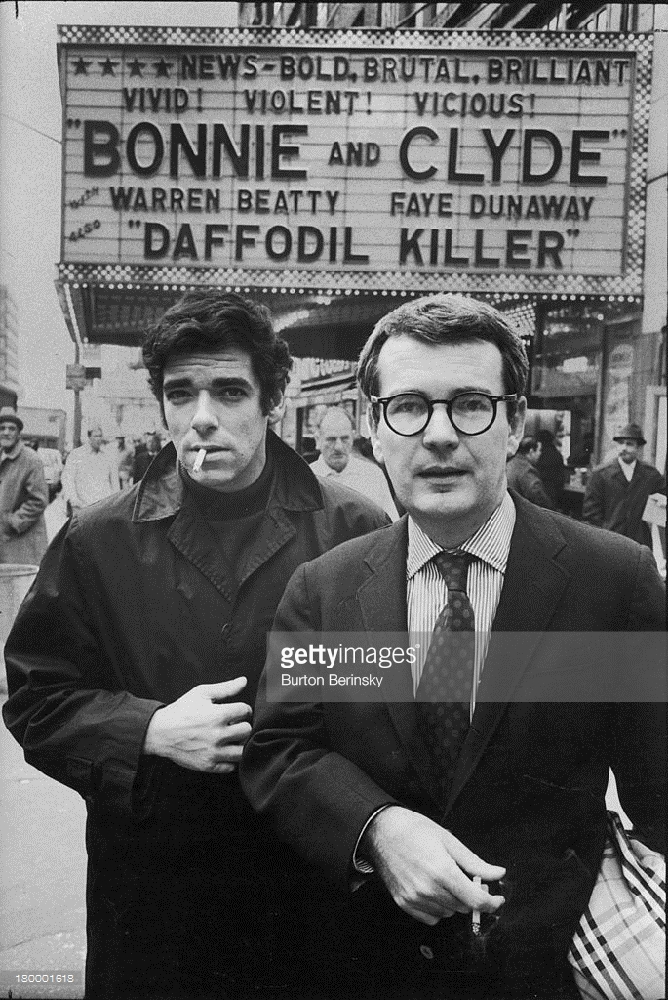 ★★★★ NEWS-BOLD, BRUTAL, BRILLIANT
VIVID! VIOLENT! VICIOUS!
"BONNIE AND CLYDE"
with WARREN BEATTY FAYE DUNAWAY
ALSO "DAFFODIL KILLER"
gettyimages®
Burton Berinsky
180001618